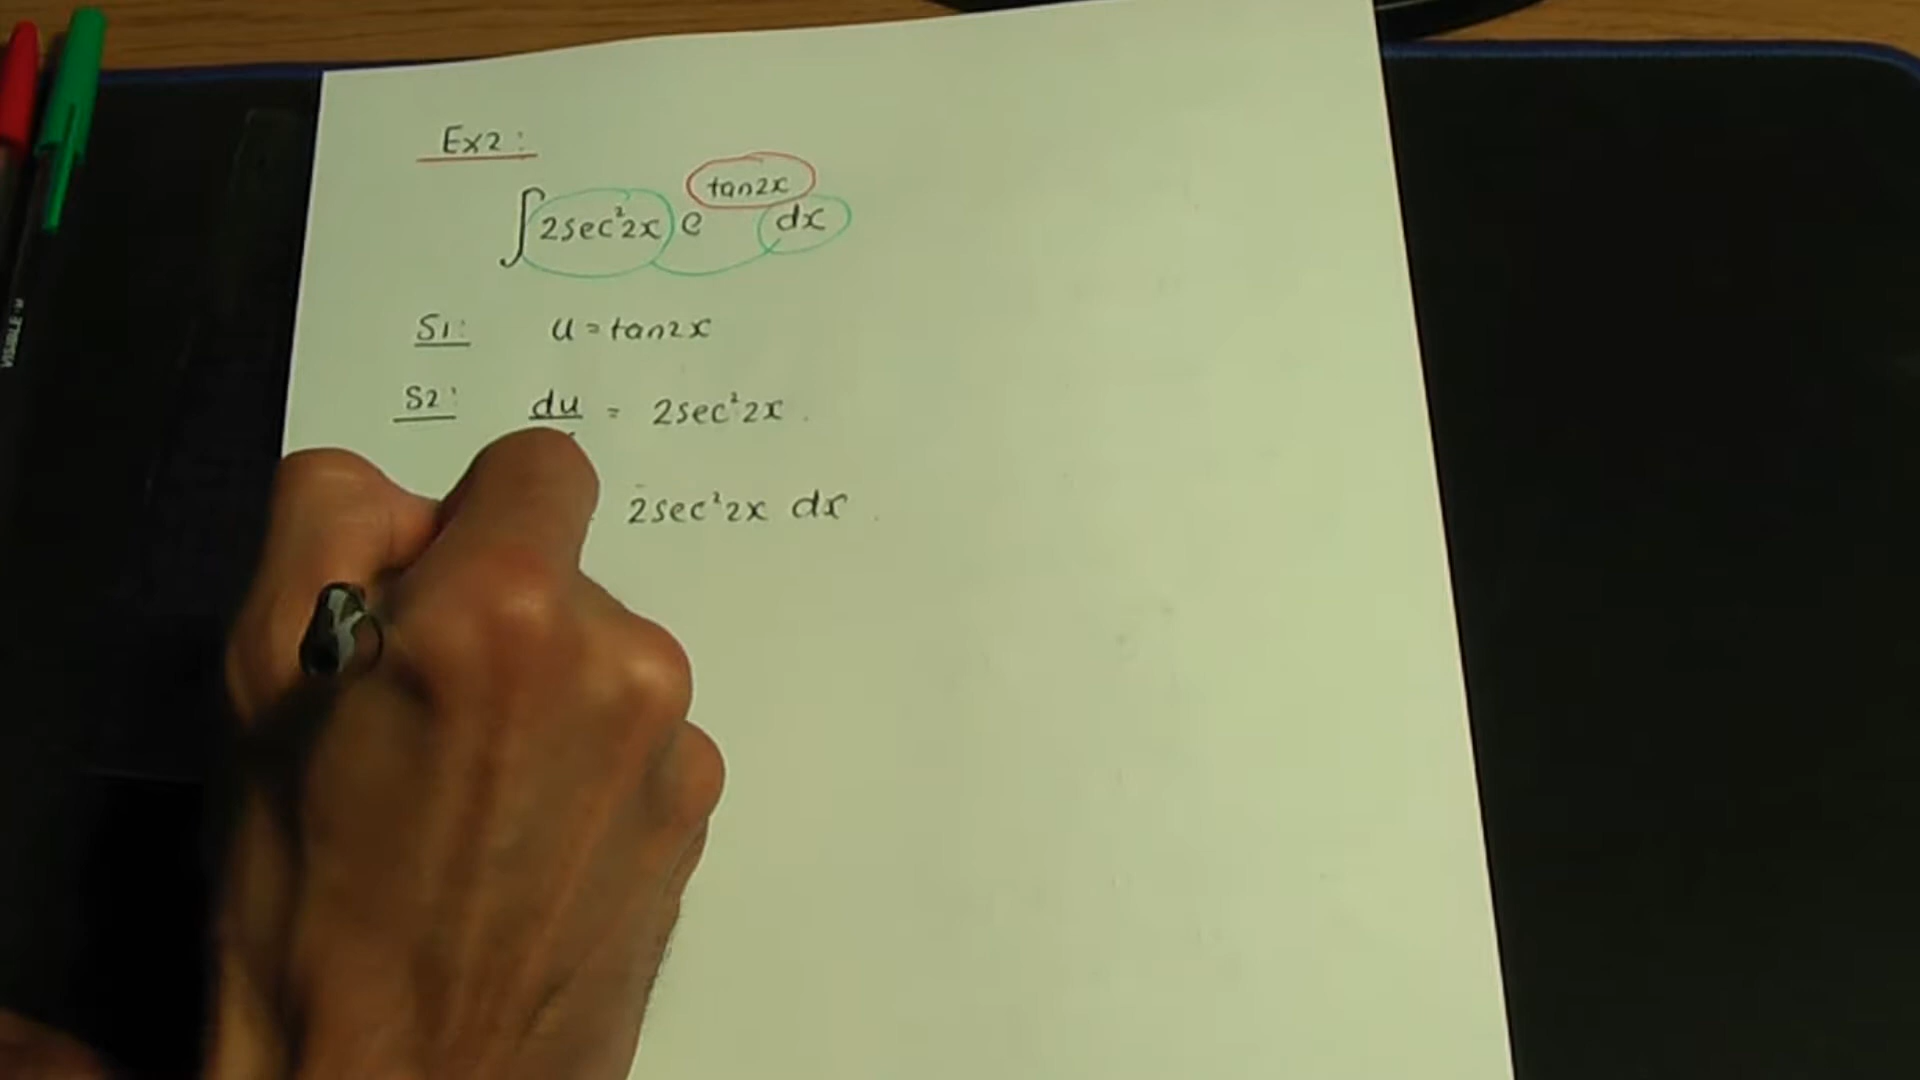 Ex2:
∫ 2sec²2x e^tan2x dx
S1: u = tan2x
S2: du = 2sec²2x
2sec²2x dx